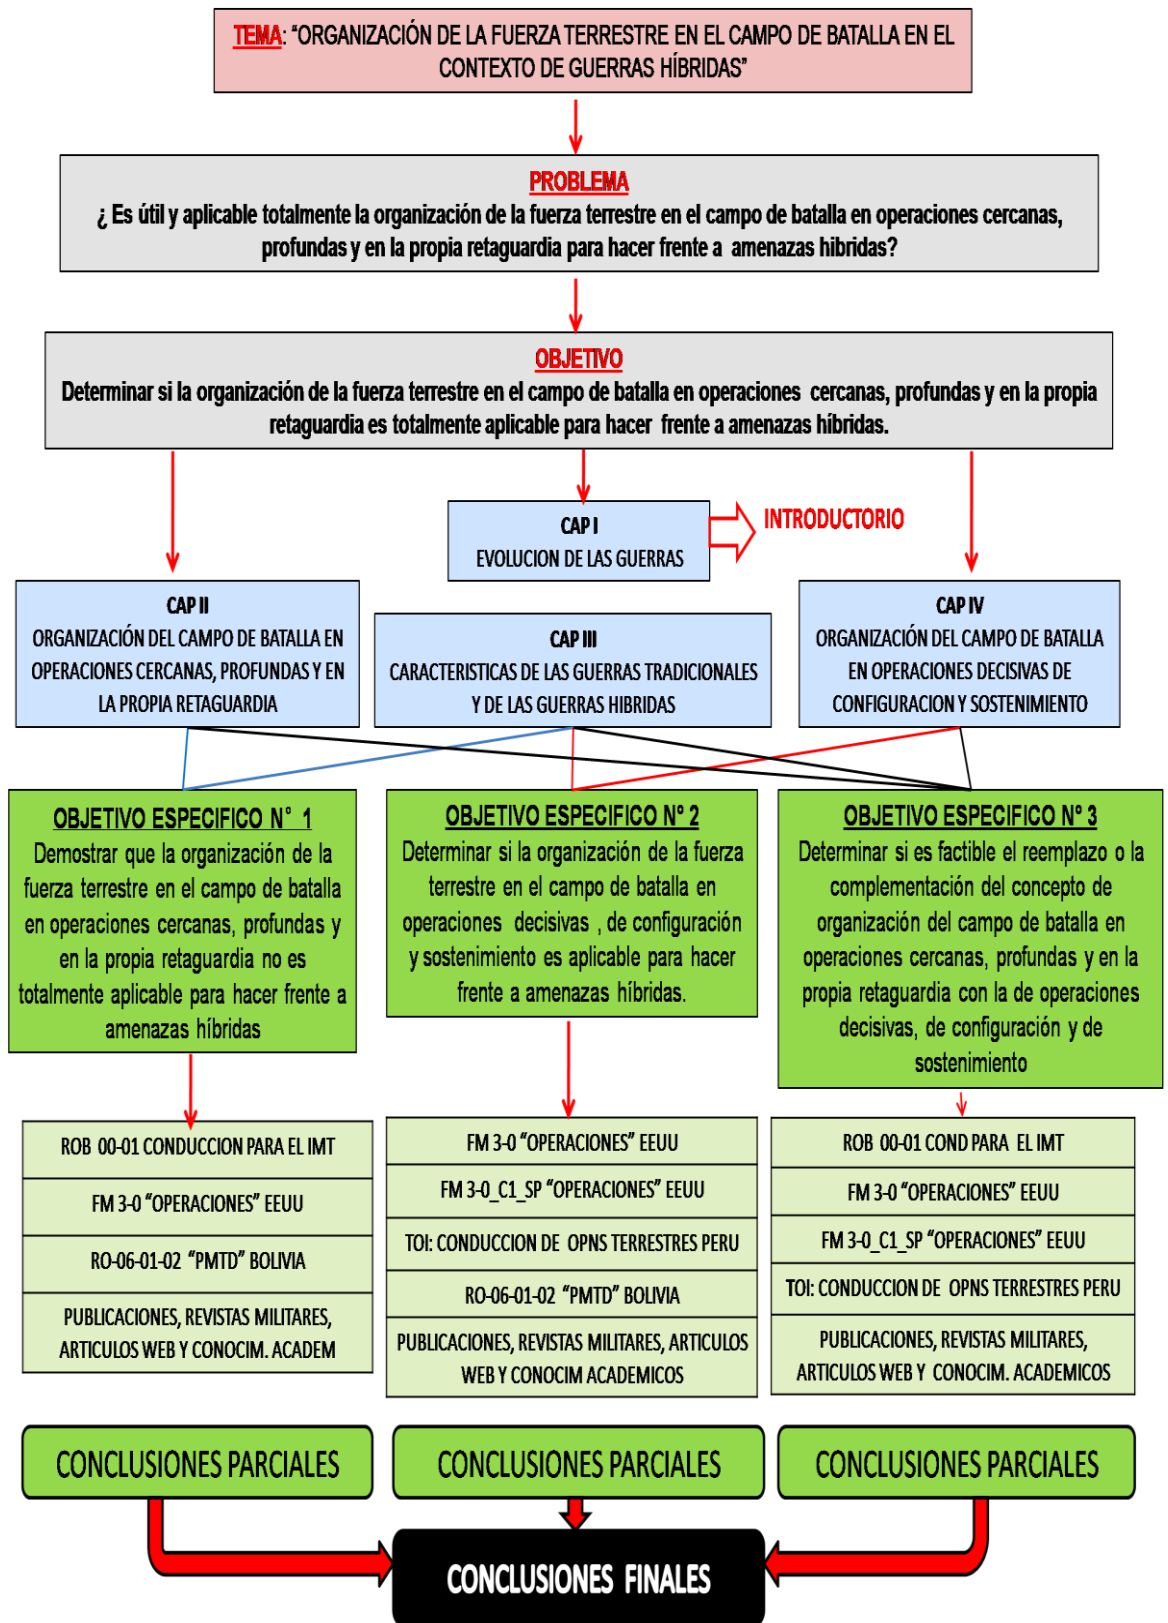 TEMA: “ORGANIZACIÓN DE LA FUERZA TERRESTRE EN EL CAMPO DE BATALLA EN EL
CONTEXTO DE GUERRAS HÍBRIDAS”
PROBLEMA
¿ Es útil y aplicable totalmente la organización de la fuerza terrestre en el campo de batalla en operaciones cercanas,
profundas y en la propia retaguardia para hacer frente a amenazas hibridas?
OBJETIVO
Determinar si la organización de la fuerza terrestre en el campo de batalla en operaciones cercanas, profundas y en la propia
retaguardia es totalmente aplicable para hacer frente a amenazas híbridas.
CAP I
EVOLUCION DE LAS GUERRAS
INTRODUCTORIO
CAP II
ORGANIZACIÓN DEL CAMPO DE BATALLA EN
OPERACIONES CERCANAS, PROFUNDAS Y EN
LA PROPIA RETAGUARDIA
CAP III
CARACTERISTICAS DE LAS GUERRAS TRADICIONALES
Y DE LAS GUERRAS HIBRIDAS
CAP IV
ORGANIZACIÓN DEL CAMPO DE BATALLA
EN OPERACIONES DECISIVAS DE
CONFIGURACION Y SOSTENIMIENTO
OBJETIVO ESPECIFICO N° 1
Demostrar que la organización de la
fuerza terrestre en el campo de batalla
en operaciones cercanas, profundas y
en la propia retaguardia no es
totalmente aplicable para hacer frente a
amenazas híbridas
OBJETIVO ESPECIFICO N° 2
Determinar si la organización de la fuerza
terrestre en el campo de batalla en
operaciones decisivas , de configuración
y sostenimiento es aplicable para hacer
frente a amenazas híbridas.
OBJETIVO ESPECIFICO N° 3
Determinar si es factible el reemplazo o la
complementación del concepto de
organización del campo de batalla en
operaciones cercanas, profundas y en la
propia retaguardia con la de operaciones
decisivas, de configuración y de
sostenimiento
ROB 00-01 CONDUCCION PARA EL IMT
FM 3-0 “OPERACIONES” EEUU
RO-06-01-02 “PMTD” BOLIVIA
PUBLICACIONES, REVISTAS MILITARES,
ARTICULOS WEB Y CONOCIM. ACADEM
FM 3-0 “OPERACIONES” EEUU
FM 3-0_C1_SP “OPERACIONES” EEUU
TOI: CONDUCCION DE OPNS TERRESTRES PERU
RO-06-01-02 “PMTD” BOLIVIA
PUBLICACIONES, REVISTAS MILITARES, ARTICULOS
WEB Y CONOCIM ACADEMICOS
ROB 00-01 COND PARA EL IMT
FM 3-0 “OPERACIONES” EEUU
FM 3-0_C1_SP “OPERACIONES” EEUU
TOI: CONDUCCION DE OPNS TERRESTRES PERU
PUBLICACIONES, REVISTAS MILITARES,
ARTICULOS WEB Y CONOCIM. ACADEMICOS
CONCLUSIONES PARCIALES
CONCLUSIONES PARCIALES
CONCLUSIONES PARCIALES
CONCLUSIONES FINALES